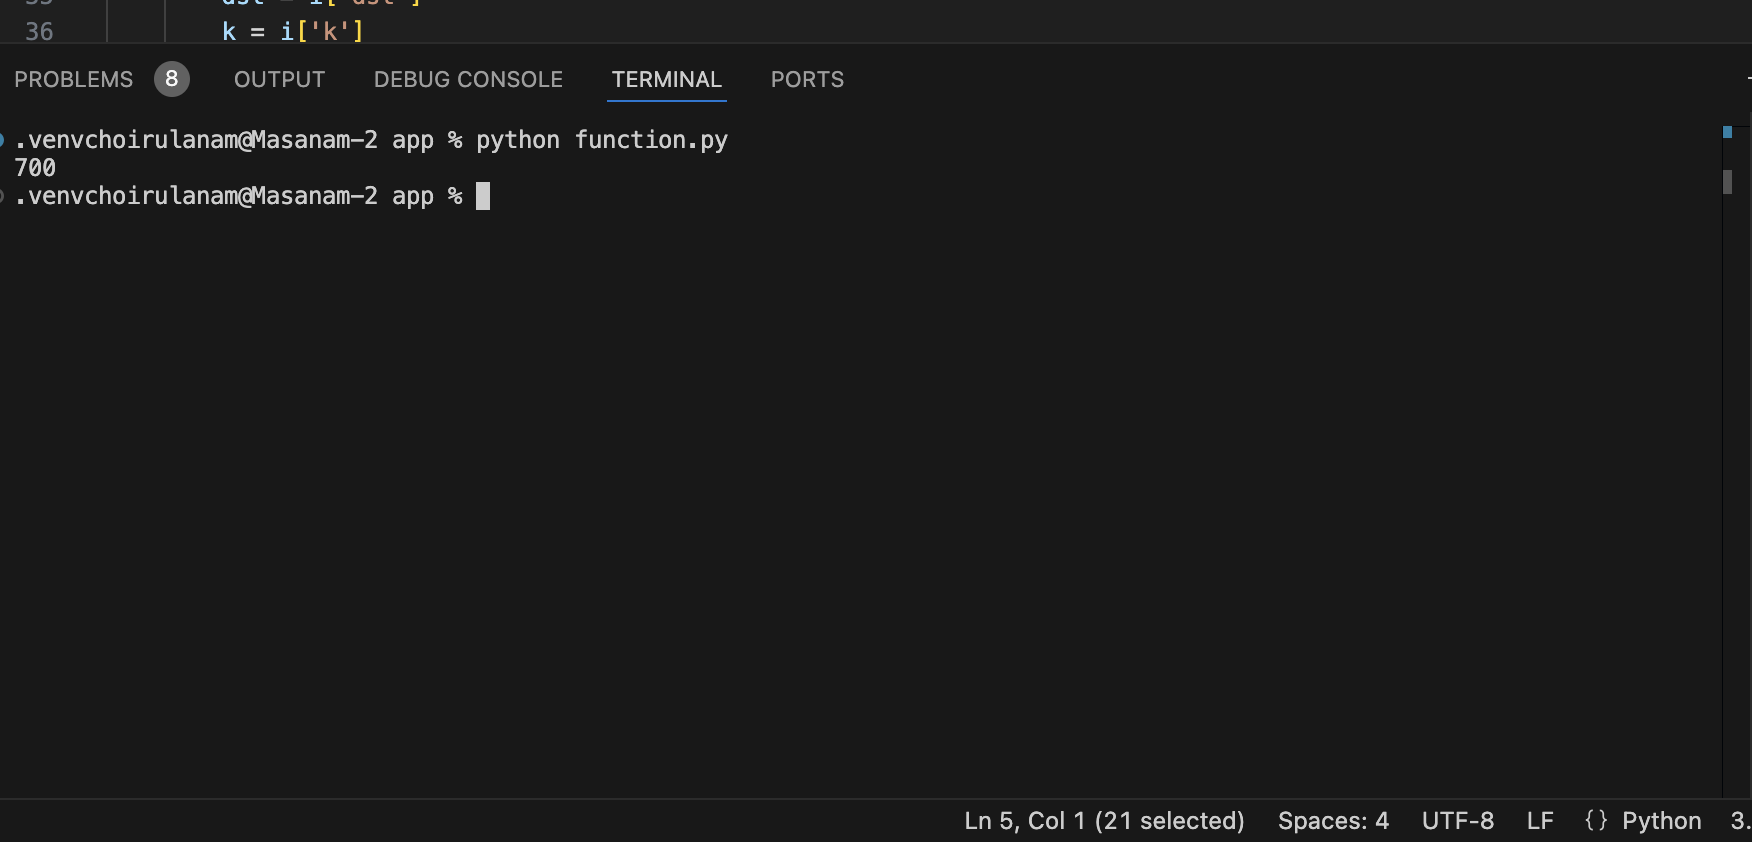 36 k = i['k']
PROBLEMS 8 OUTPUT DEBUG CONSOLE TERMINAL PORTS
.venvchoirulanam@Masanam-2 app % python function.py
700
.venvchoirulanam@Masanam-2 app %
Ln 5, Col 1 (21 selected) Spaces: 4 UTF-8 LF {} Python 3.